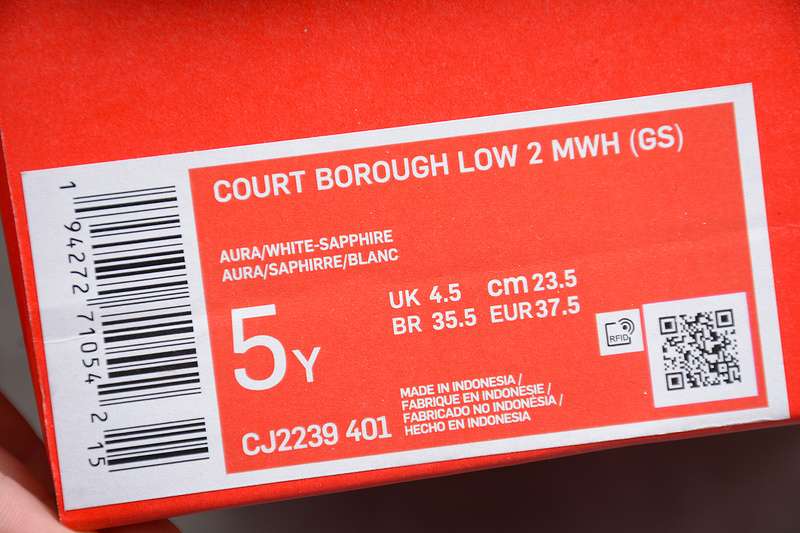 COURT BOROUGH LOW 2 MWH (GS)
AURA/WHITE-SAPPHIRE
AURA/SAPHIRRE/BLANC
5Y
UK 4.5 cm 23.5
BR 35.5 EUR 37.5
RFID
CJ2239 401
MADE IN INDONESIA /
FABRIQUE EN INDONESIE /
FABRICADO NO INDONÉSIA /
HECHO EN INDONESIA
1 94272 71054 2 15